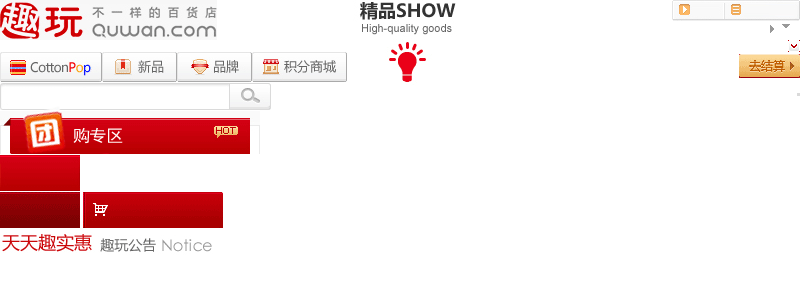 趣玩 不一样的百货店
Quwan.com
精品SHOW
High-quality goods
CottonPop 新品 品牌 积分商城
去结算
团购专区 HOT
天天趣实惠 趣玩公告 Notice